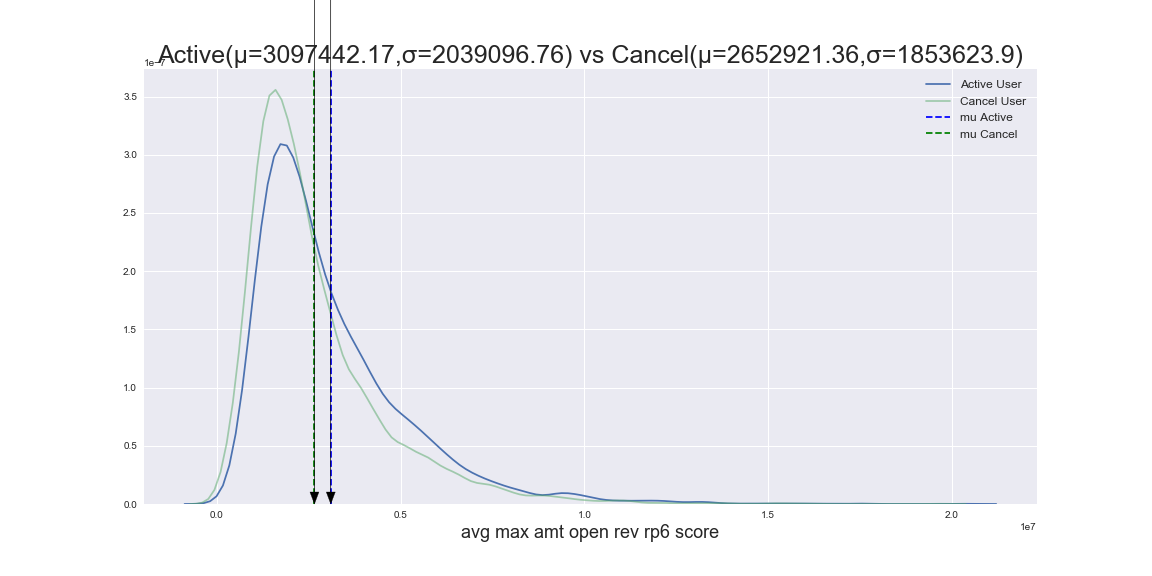 Active(μ=3097442.17,σ=2039096.76) vs Cancel(μ=2652921.36,σ=1853623.9)
1e−7
Active User
Cancel User
mu Active
mu Cancel
3.5
3.0
2.5
2.0
1.5
1.0
0.5
0.0
0.0 0.5 1.0 1.5 2.0
1e7
avg max amt open rev rp6 score